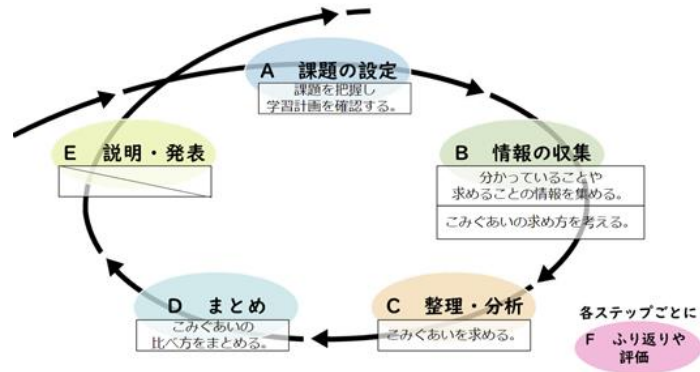 A 課題の設定
課題を把握し
学習計画を確認する。
B 情報の収集
分かっていることや
求めることの情報を集める。
こみぐあいの求め方を考える。
C 整理・分析
こみぐあいを求める。
D まとめ
こみぐあいの
比べ方をまとめる。
E 説明・発表
各ステップごとに
F ふり返りや
評価